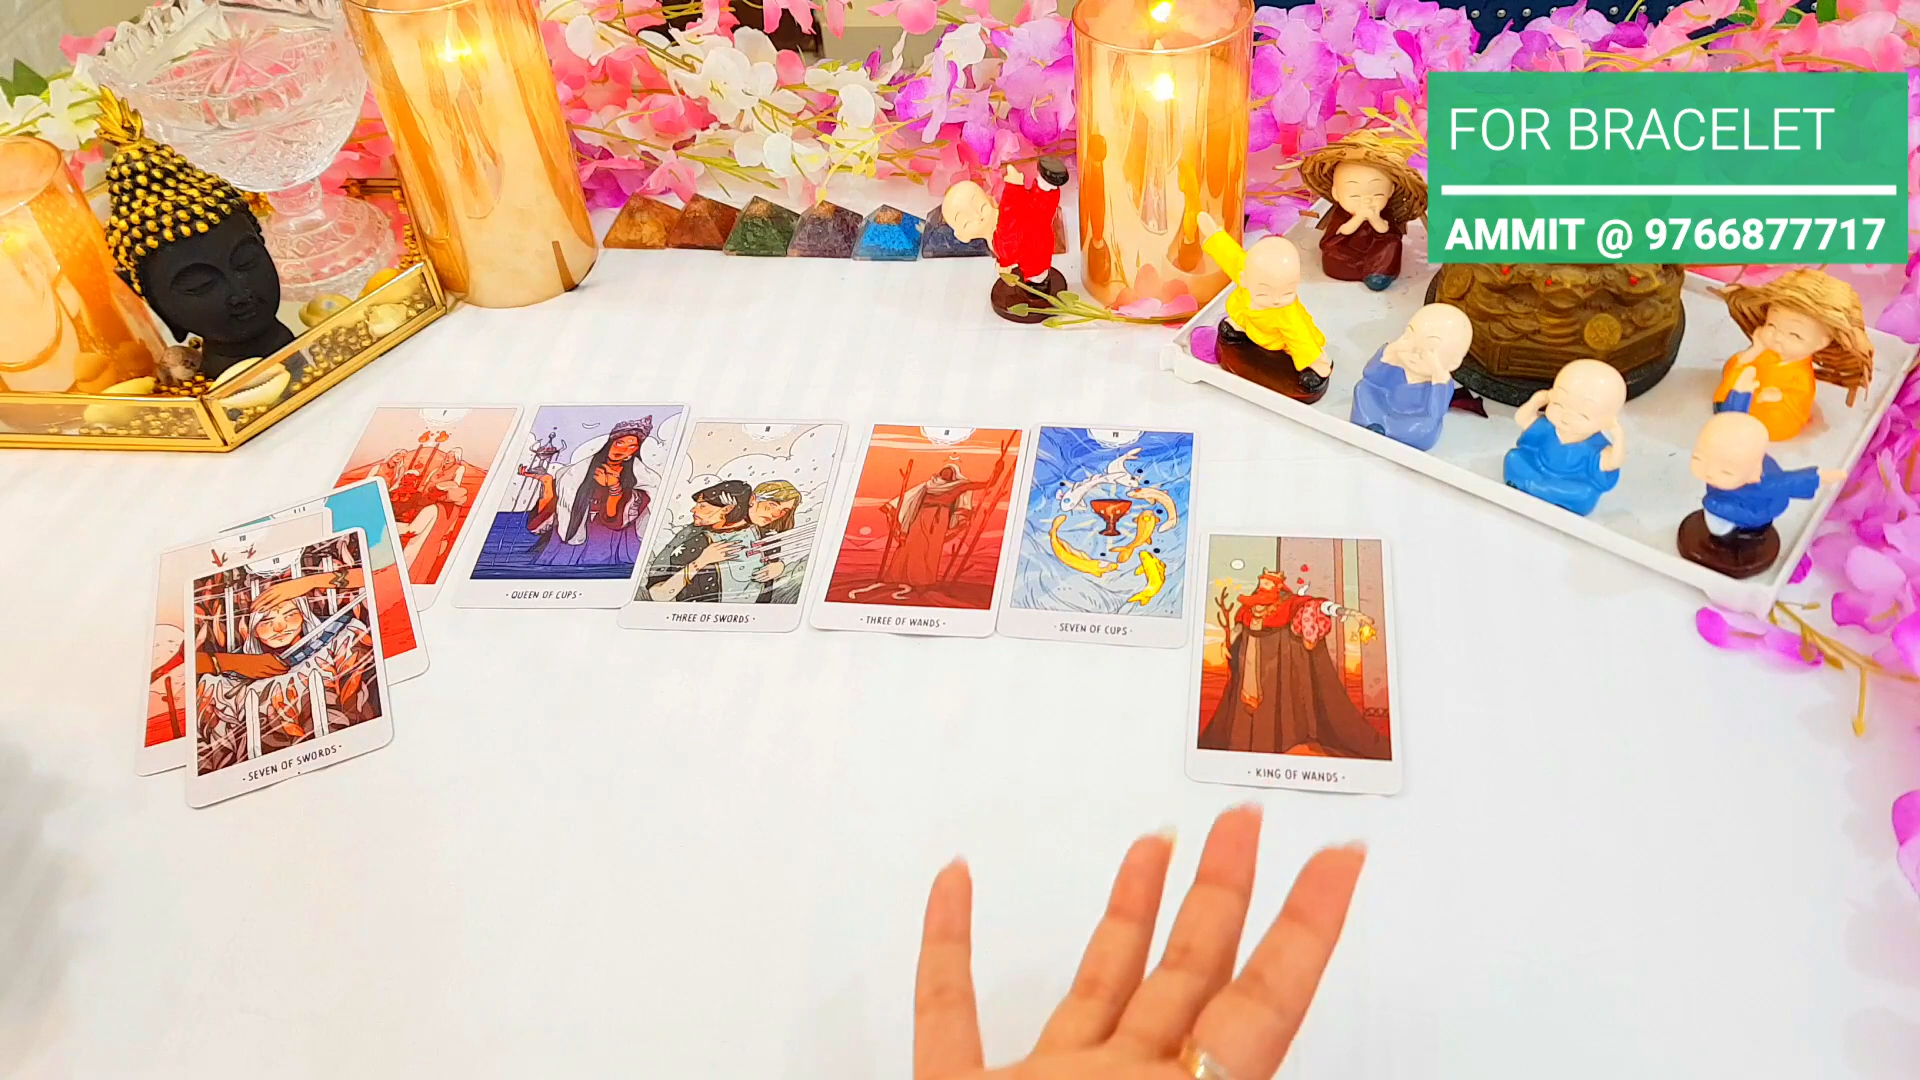 FOR BRACELET
AMMIT @ 9766877717
QUEEN OF CUPS
THREE OF SWORDS
THREE OF WANDS
SEVEN OF CUPS
SEVEN OF SWORDS
KING OF WANDS